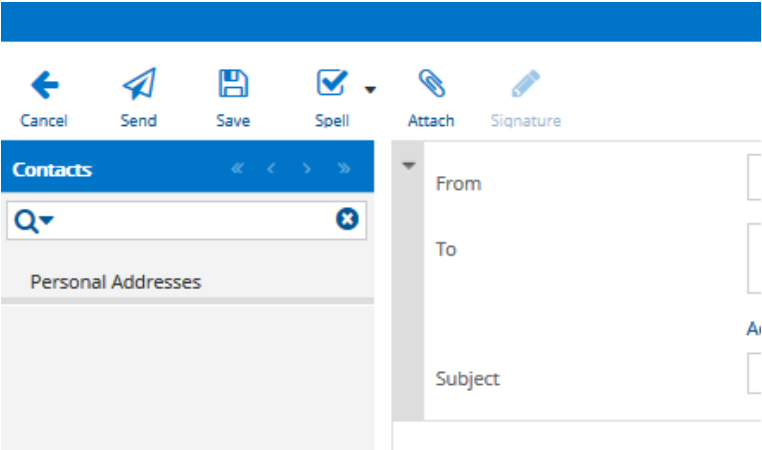 Cancel Send Save Spell Attach Signature
Contacts
From
To
Personal Addresses
Subject